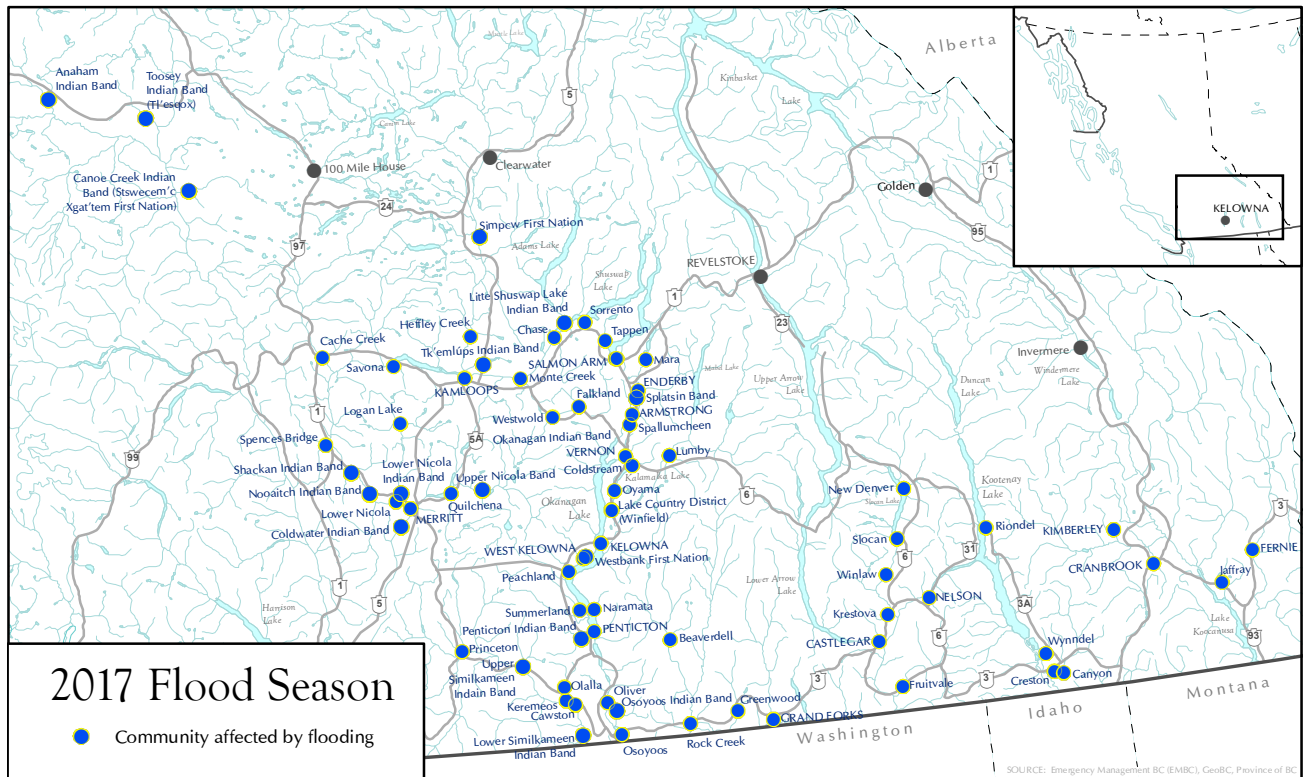 Alberta
Anaham
Indian Band
Toosey
Indian Band
(Tl'esqox)
Canoe Creek Indian
Band (Stswecem'c-
Xgat'tem First Nation)
100 Mile House
Clearwater
Canim Lake
Kinbasket
Lake
Golden
KELOWNA
5
1
24
97
95
Simpcw First Nation
Adams Lake
Shuswap
Lake
REVELSTOKE
1
23
Litte Shuswap Lake
Indian Band
Sorrento
Heffley Creek
Chase
Tappen
Cache Creek
Tk'emlúps Indian Band
SALMON ARM
Mara
Savona
KAMLOOPS
Monte Creek
Mabel Lake
Invermere
Windermere
Lake
ENDERBY
Splatsin Band
Falkland
ARMSTRONG
Spallumcheen
Westwold
Okanagan Indian Band
Upper Arrow
Lake
Duncan
Lake
Logan Lake
1
5A
99
Spences Bridge
VERNON
Lumby
Coldstream
Kalamalka Lake
Shackan Indian Band
Lower Nicola
Indian Band
Upper Nicola Band
Nooaitch Indian Band
Quilchena
Lower Nicola
MERRITT
Coldwater Indian Band
Okanagan
Lake
Oyama
Lake Country District
(Winfield)
6
New Denver
Slocan Lake
Kootenay
Lake
Riondel
KIMBERLEY
3
Slocan
6
31
FERNIE
CRANBROOK
WEST KELOWNA
KELOWNA
Westbank First Nation
Peachland
Winlaw
Jaffray
Lower Arrow
Lake
1
5
Harrison
Lake
NELSON
3A
Krestova
Lake
Koocanusa
Summerland
Naramata
Penticton Indian Band
PENTICTON
Beaverdell
CASTLEGAR
6
93
Wynndel
Princeton
Upper
Similkameen
Indain Band
3
Fruitvale
3
Creston
Canyon
Olalla
Oliver
Osoyoos Indian Band
Keremeos
Cawston
Greenwood
GRAND FORKS
Lower Similkameen
Indian Band
Osoyoos
Rock Creek
Washington
Idaho
Montana
2017 Flood Season
Community affected by flooding
SOURCE: Emergency Management BC (EMBC), GeoBC, Province of BC